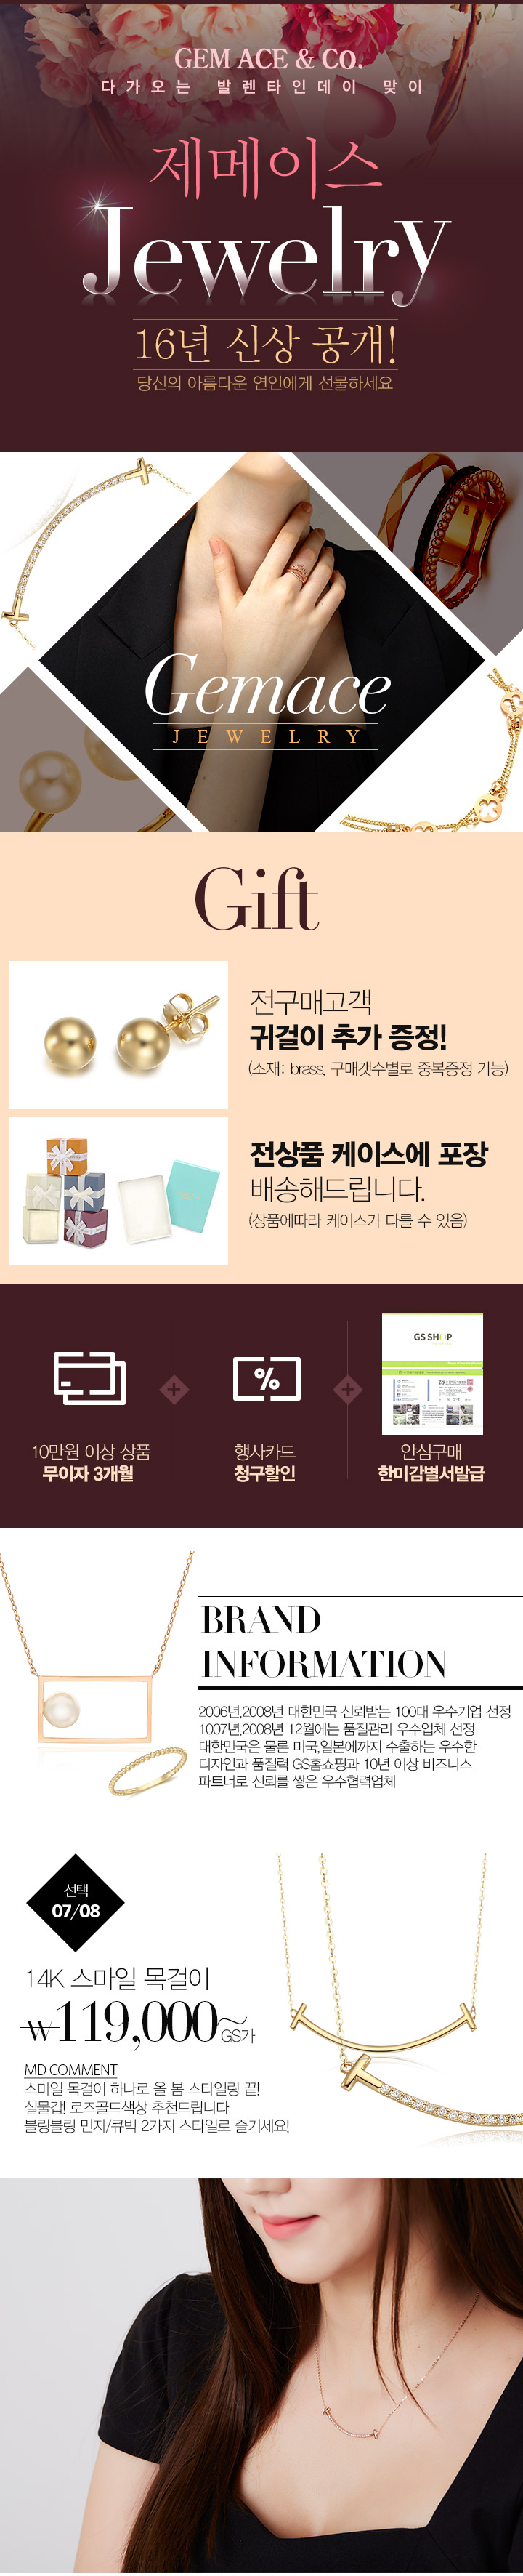 GEM ACE & CO.
다가오는 발렌타인데이 맞이
제메이스
Jewelry
16년 신상 공개!
당신의 아름다운 연인에게 선물하세요
Gemace
JEWELRY
Gift
전구매고객
귀걸이 추가 증정!
(소재: brass, 구매갯수별로 중복증정 가능)
전상품 케이스에 포장
배송해드립니다.
(상품에따라 케이스가 다를 수 있음)
%
GS SHOP
10만원 이상 상품
무이자 3개월
행사카드
청구할인
안심구매
한미감별서발급
BRAND
INFORMATION
2006년,2008년 대한민국 신뢰받는 100대 우수기업 선정
1007년,2008년 12월에는 품질관리 우수업체 선정
대한민국은 물론 미국,일본에까지 수출하는 우수한
디자인과 품질력 GS홈쇼핑과 10년 이상 비즈니스
파트너로 신뢰를 쌓은 우수협력업체
선택
07/08
14K 스마일 목걸이
₩119,000~GS가
MD COMMENT
스마일 목걸이 하나로 올 봄 스타일링 끝!
실물갑! 로즈골드색상 추천드립니다
블링블링 민자/큐빅 2가지 스타일로 즐기세요!